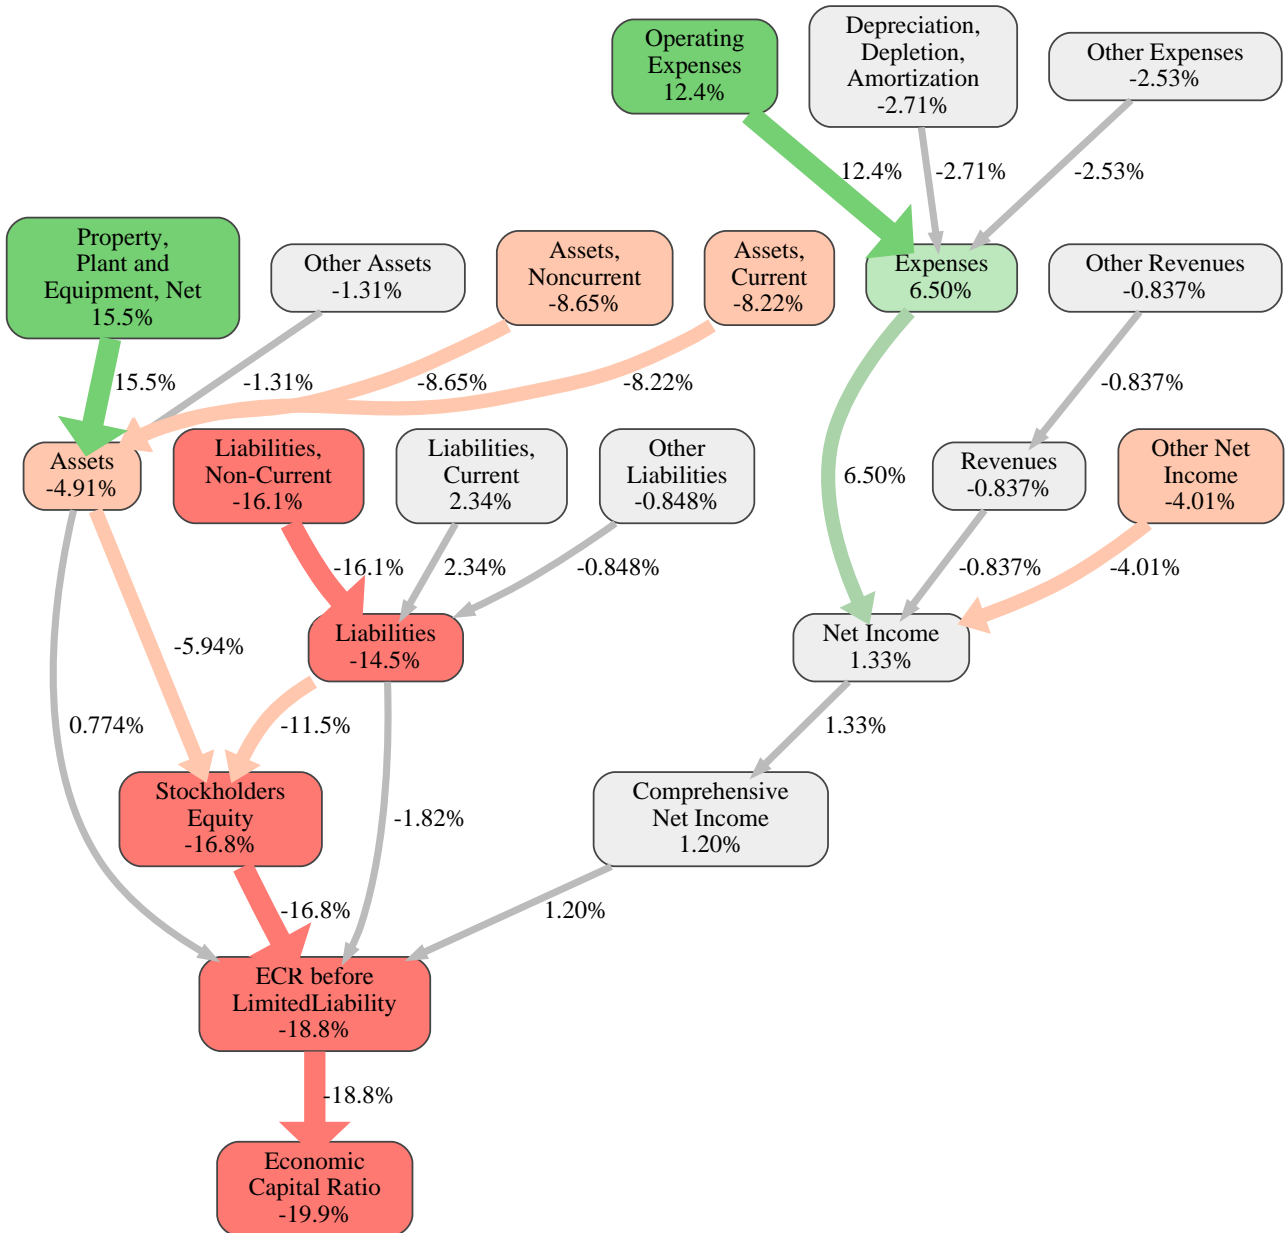 Operating
Expenses
12.4%
Depreciation,
Depletion,
Amortization
-2.71%
Other Expenses
-2.53%
12.4%
-2.71%
-2.53%
Property,
Plant and
Equipment, Net
15.5%
Other Assets
-1.31%
Assets,
Noncurrent
-8.65%
Assets,
Current
-8.22%
Expenses
6.50%
Other Revenues
-0.837%
15.5%
-1.31%
-8.65%
-8.22%
-0.837%
Assets
-4.91%
Liabilities,
Non-Current
-16.1%
Liabilities,
Current
2.34%
Other
Liabilities
-0.848%
6.50%
Revenues
-0.837%
Other Net
Income
-4.01%
-16.1%
2.34%
-0.848%
-0.837%
-4.01%
-5.94%
Liabilities
-14.5%
Net Income
1.33%
0.774%
-11.5%
1.33%
Stockholders
Equity
-16.8%
-1.82%
Comprehensive
Net Income
1.20%
-16.8%
1.20%
ECR before
LimitedLiability
-18.8%
-18.8%
Economic
Capital Ratio
-19.9%